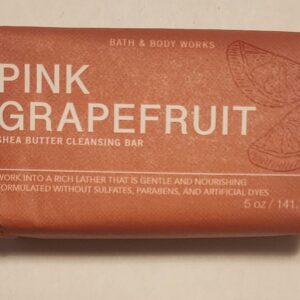 BATH & BODY WORKS
PINK
GRAPEFRUIT
SHEA BUTTER CLEANSING BAR
WORK INTO A RICH LATHER THAT IS GENTLE AND NOURISHING
FORMULATED WITHOUT SULFATES, PARABENS, AND ARTIFICIAL DYES
5 oz / 141.